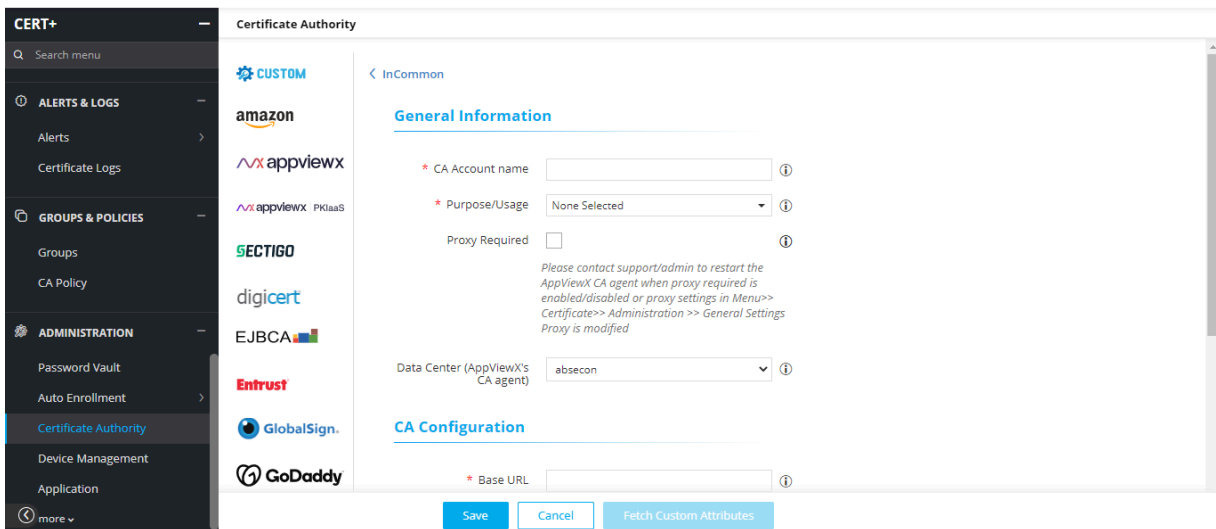 CERT+
Search menu
ALERTS & LOGS
Alerts
Certificate Logs
GROUPS & POLICIES
Groups
CA Policy
ADMINISTRATION
Password Vault
Auto Enrollment
Certificate Authority
Device Management
Application
more
Certificate Authority
CUSTOM
amazon
appviewx
appviewx PKIaaS
SECTIGO
digicert
EJBCA
Entrust
GlobalSign.
GoDaddy
InCommon
General Information
* CA Account name
* Purpose/Usage
None Selected
Proxy Required
Please contact support/admin to restart the
AppViewX CA agent when proxy required is
enabled/disabled or proxy settings in Menu>>
Certificate>> Administration >> General Settings
Proxy is modified
Data Center (AppViewX's
CA agent)
absecon
CA Configuration
* Base URL
Save
Cancel
Fetch Custom Attributes